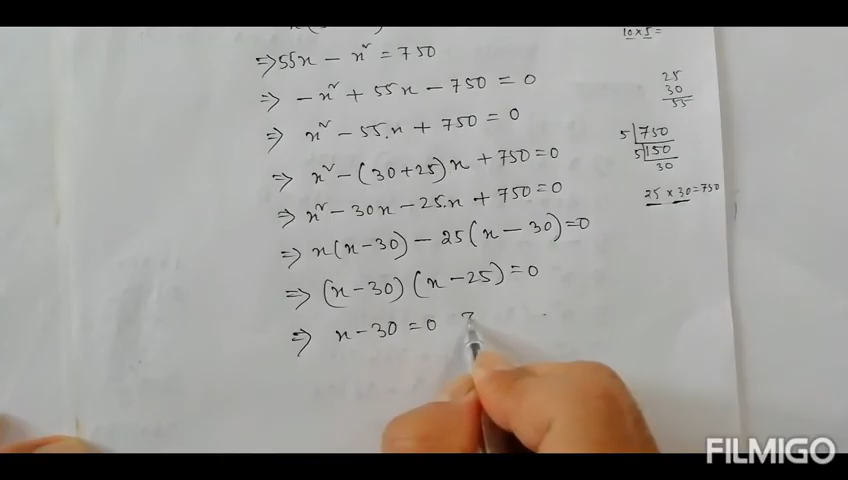 10 × 5 =
⇒ 55x - x² = 750
⇒ - x² + 55x - 750 = 0
⇒ x² - 55.x + 750 = 0
⇒ x² - (30+25)x + 750 = 0
⇒ x² - 30x - 25.x + 750 = 0
⇒ x(x-30) - 25(x-30) = 0
⇒ (x-30) (x-25) = 0
⇒ x - 30 = 0
25
30
55
5 | 750
5 | 150
30
25 × 30 = 750
FILMIGO